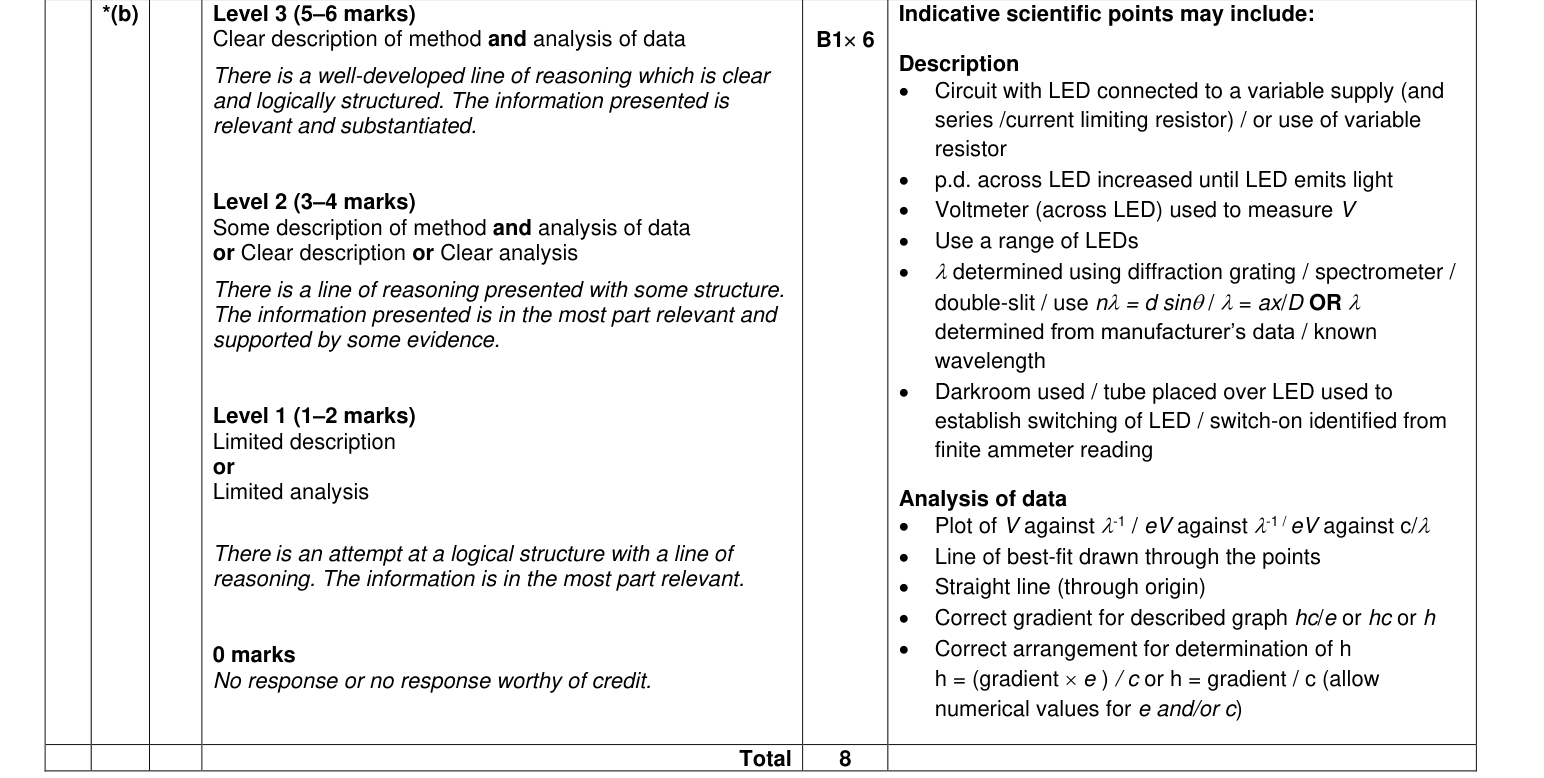 *(b)
Level 3 (5–6 marks)
Clear description of method and analysis of data
There is a well-developed line of reasoning which is clear
and logically structured. The information presented is
relevant and substantiated.
Level 2 (3–4 marks)
Some description of method and analysis of data
or Clear description or Clear analysis
There is a line of reasoning presented with some structure.
The information presented is in the most part relevant and
supported by some evidence.
Level 1 (1–2 marks)
Limited description
or
Limited analysis
There is an attempt at a logical structure with a line of
reasoning. The information is in the most part relevant.
0 marks
No response or no response worthy of credit.
B1× 6
Indicative scientific points may include:
Description
• Circuit with LED connected to a variable supply (and
series /current limiting resistor) / or use of variable
resistor
• p.d. across LED increased until LED emits light
• Voltmeter (across LED) used to measure V
• Use a range of LEDs
• λ determined using diffraction grating / spectrometer /
double-slit / use nλ = d sinθ / λ = ax/D OR λ
determined from manufacturer’s data / known
wavelength
• Darkroom used / tube placed over LED used to
establish switching of LED / switch-on identified from
finite ammeter reading
Analysis of data
• Plot of V against λ⁻¹ / eV against λ⁻¹ / eV against c/λ
• Line of best-fit drawn through the points
• Straight line (through origin)
• Correct gradient for described graph hc/e or hc or h
• Correct arrangement for determination of h
h = (gradient × e ) / c or h = gradient / c (allow
numerical values for e and/or c)
Total 8